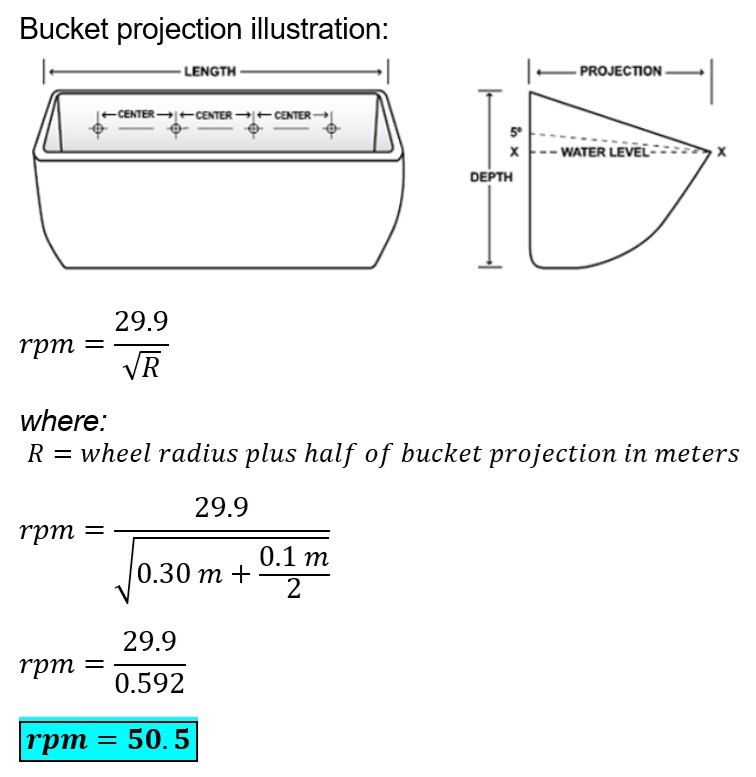 Bucket projection illustration:
LENGTH
PROJECTION
CENTER CENTER CENTER
5°
X WATER LEVEL X
DEPTH
rpm = 29.9 / √R
where:
R = wheel radius plus half of bucket projection in meters
rpm = 29.9 / √(0.30 m + 0.1 m / 2)
rpm = 29.9 / 0.592
rpm = 50.5